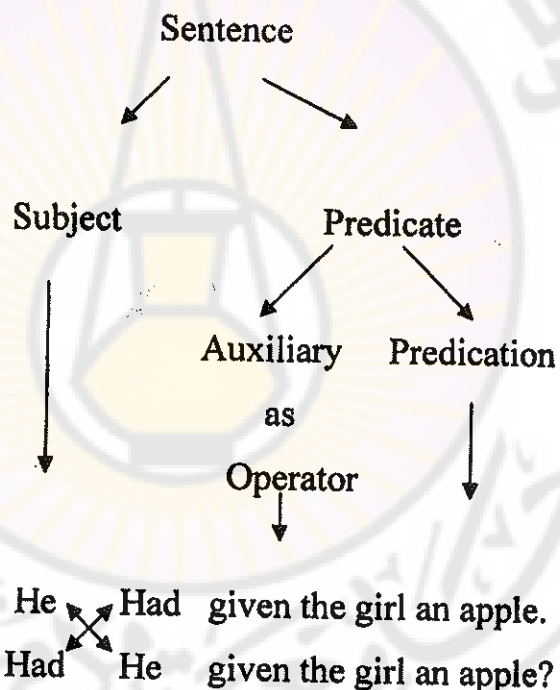 Sentence
Subject Predicate
Auxiliary Predication
as
Operator
He Had given the girl an apple.
Had He given the girl an apple?